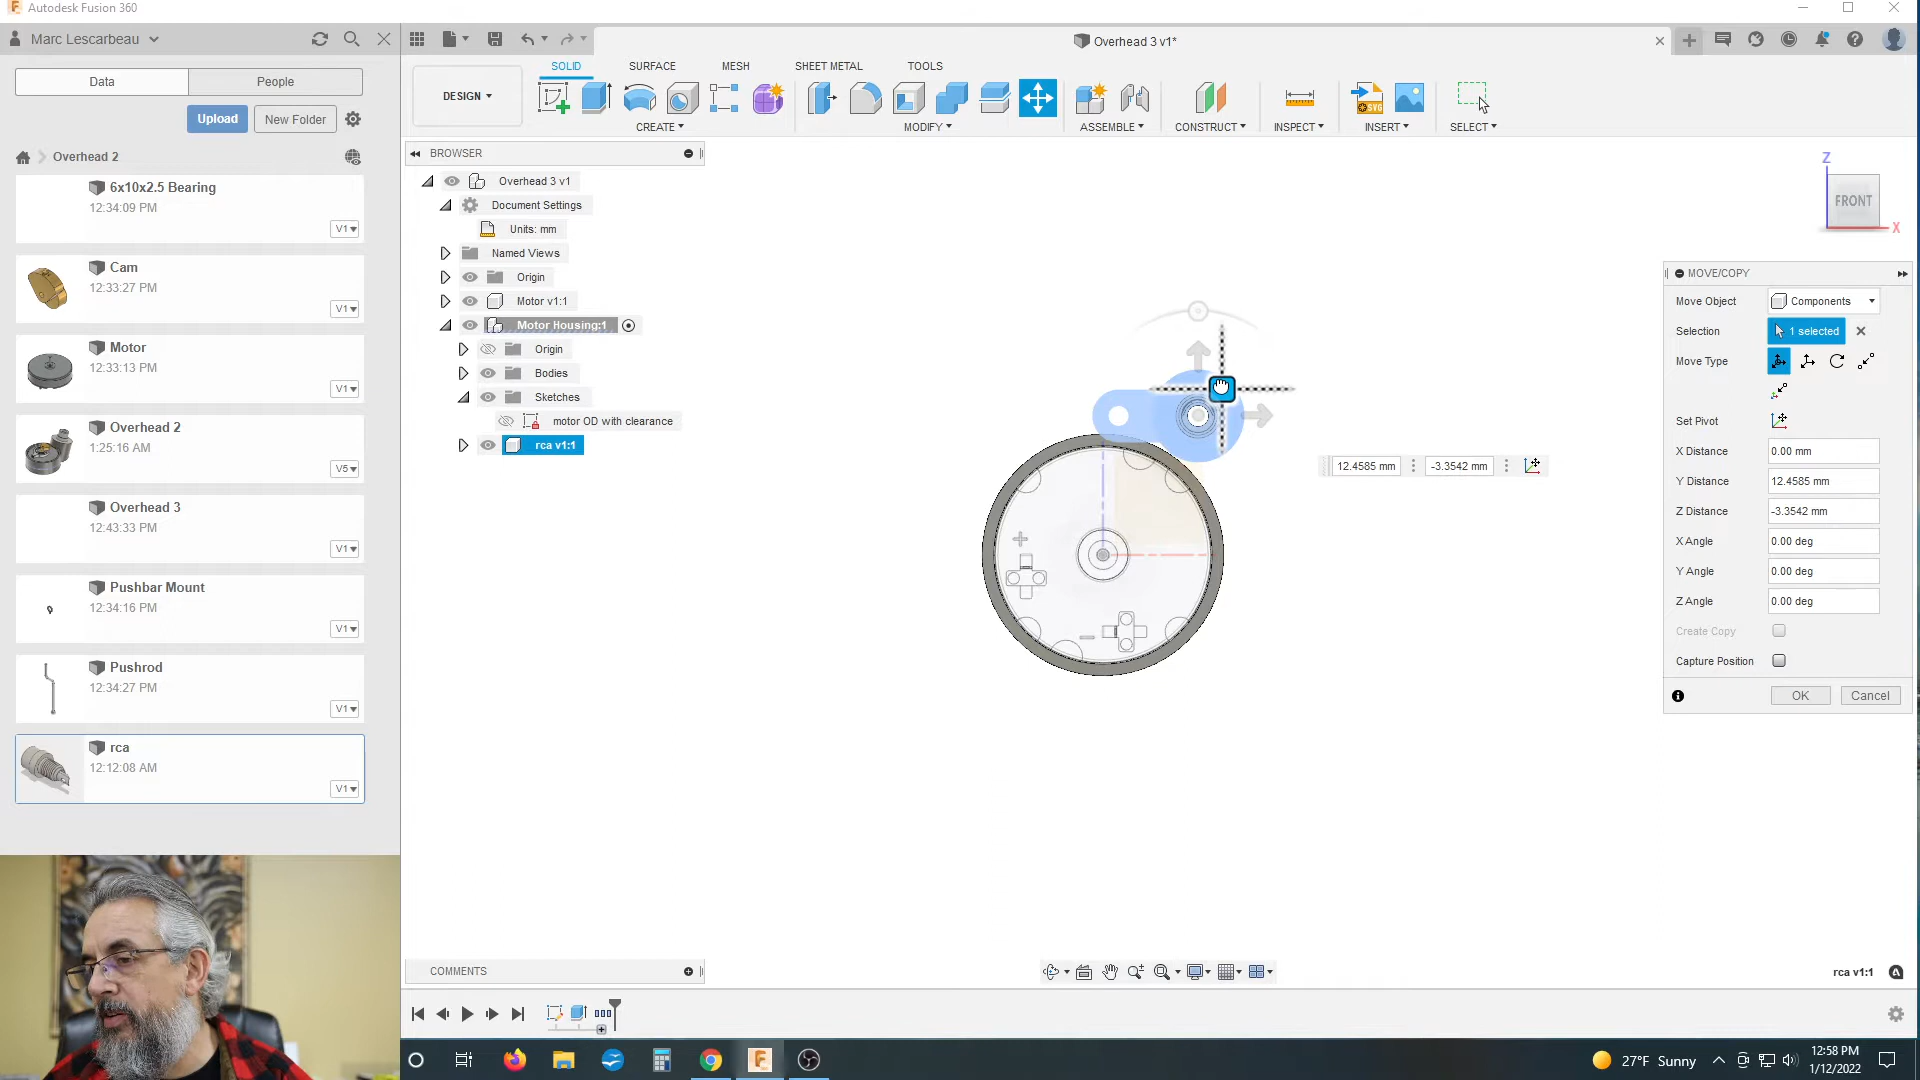 Autodesk Fusion 360
Marc Lescarbeau
Overhead 3 v1*
Data
People
Upload
New Folder
Overhead 2
6x10x2.5 Bearing
12:34:09 PM
V1
Cam
12:33:27 PM
V1
Motor
12:33:13 PM
V1
Overhead 2
1:25:16 AM
V5
Overhead 3
12:43:33 PM
V1
Pushbar Mount
12:34:16 PM
V1
Pushrod
12:34:27 PM
V1
rca
12:12:08 AM
V1
DESIGN
SOLID
SURFACE
MESH
SHEET METAL
TOOLS
CREATE
MODIFY
ASSEMBLE
CONSTRUCT
INSPECT
INSERT
SELECT
SVG
BROWSER
Overhead 3 v1
Document Settings
Units: mm
Named Views
Origin
Motor v1:1
Motor Housing:1
Origin
Bodies
Sketches
motor OD with clearance
rca v1:1
Z
FRONT
X
12.4585 mm
-3.3542 mm
MOVE/COPY
Move Object
Components
Selection
1 selected
Move Type
Set Pivot
X Distance
0.00 mm
Y Distance
12.4585 mm
Z Distance
-3.3542 mm
X Angle
0.00 deg
Y Angle
0.00 deg
Z Angle
0.00 deg
Create Copy
Capture Position
OK
Cancel
COMMENTS
rca v1:1
27°F Sunny
12:58 PM
1/12/2022